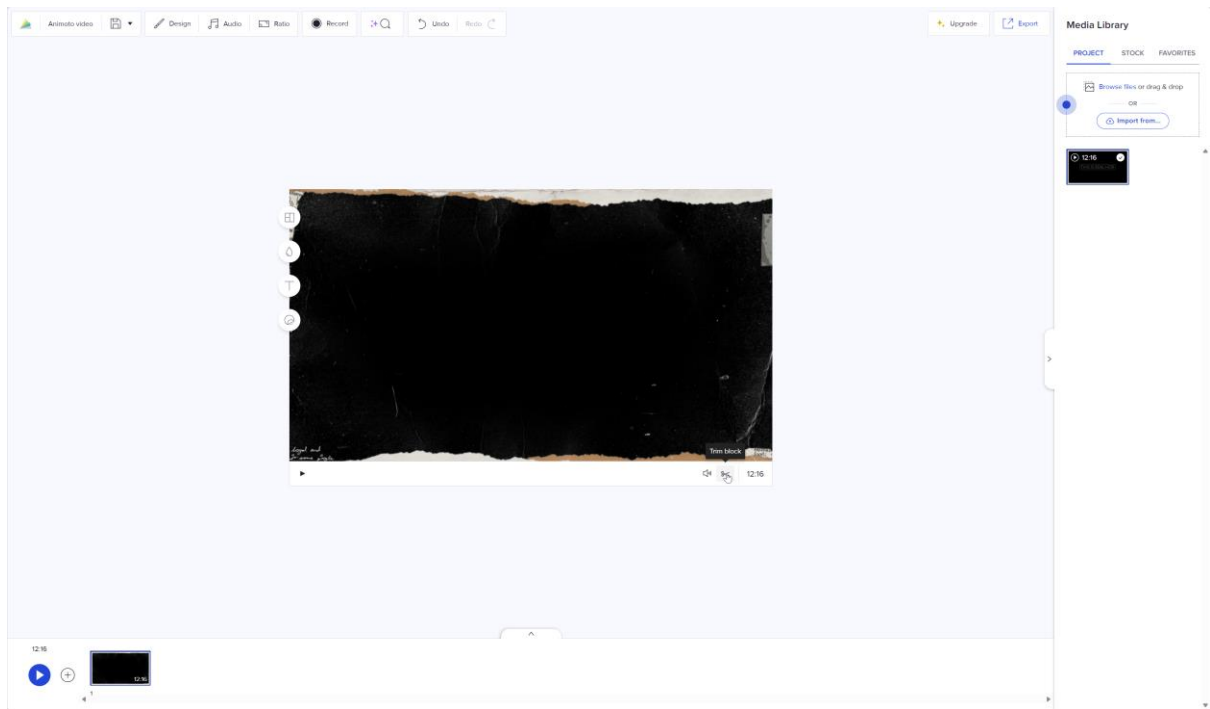 Animoto video
Design
Audio
Ratio
Record
Undo
Redo
Upgrade
Export
Media Library
PROJECT STOCK FAVORITES
Browse files or drag & drop
OR
Import from...
12:16
Trim block
12:16
12:16
12:16
1